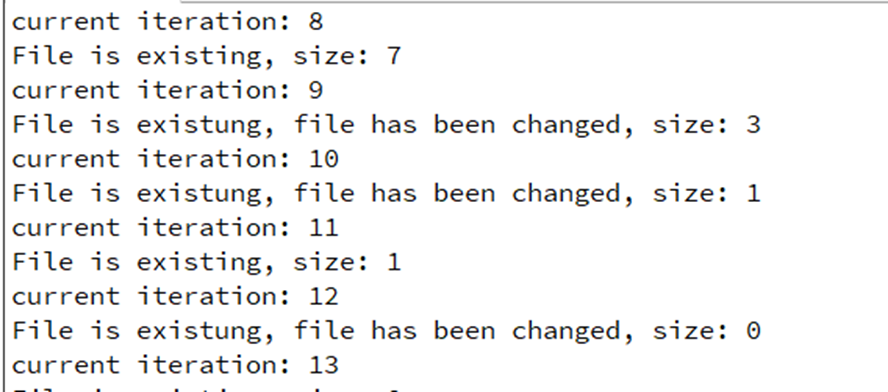 current iteration: 8
File is existing, size: 7
current iteration: 9
File is existung, file has been changed, size: 3
current iteration: 10
File is existung, file has been changed, size: 1
current iteration: 11
File is existing, size: 1
current iteration: 12
File is existung, file has been changed, size: 0
current iteration: 13